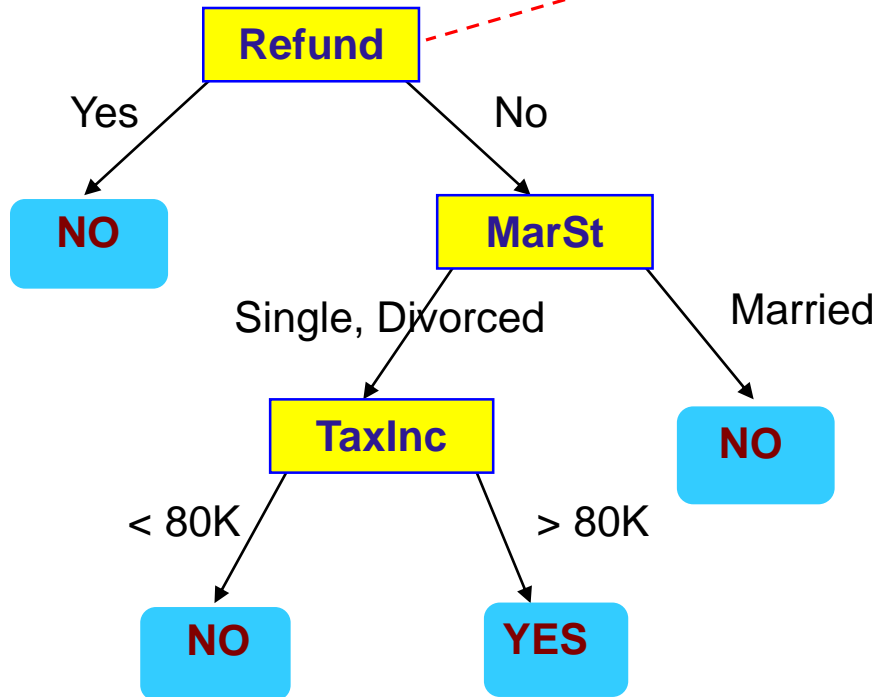 Refund
Yes
No
NO
MarSt
Single, Divorced
Married
TaxInc
NO
< 80K
> 80K
NO
YES